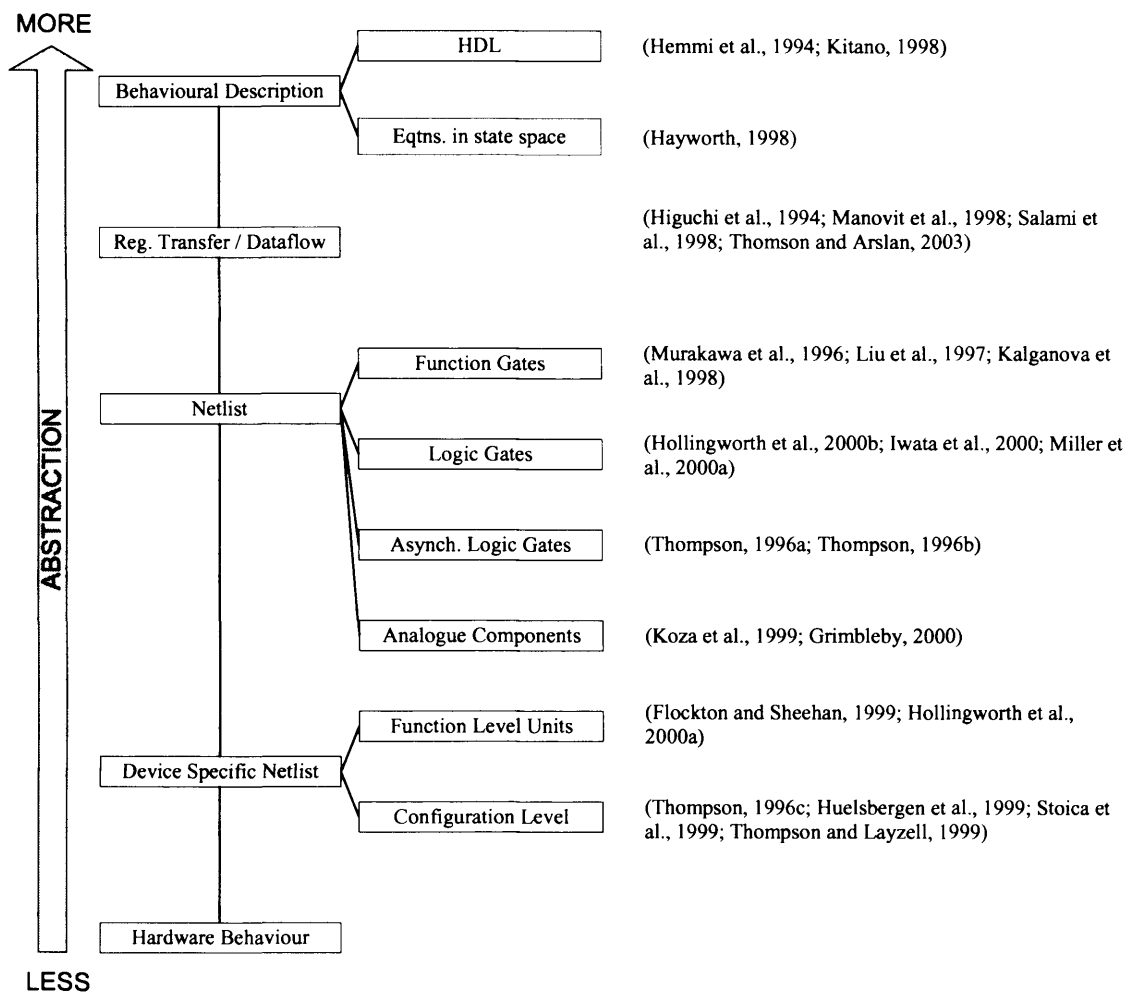 MORE
HDL
(Hemmi et al., 1994; Kitano, 1998)
Behavioural Description
Eqtns. in state space
(Hayworth, 1998)
Reg. Transfer / Dataflow
(Higuchi et al., 1994; Manovit et al., 1998; Salami et
al., 1998; Thomson and Arslan, 2003)
Function Gates
(Murakawa et al., 1996; Liu et al., 1997; Kalganova et
al., 1998)
Netlist
Logic Gates
(Hollingworth et al., 2000b; Iwata et al., 2000; Miller et
al., 2000a)
ABSTRACTION
Asynch. Logic Gates
(Thompson, 1996a; Thompson, 1996b)
Analogue Components
(Koza et al., 1999; Grimbleby, 2000)
Function Level Units
(Flockton and Sheehan, 1999; Hollingworth et al.,
2000a)
Device Specific Netlist
Configuration Level
(Thompson, 1996c; Huelsbergen et al., 1999; Stoica et
al., 1999; Thompson and Layzell, 1999)
Hardware Behaviour
LESS